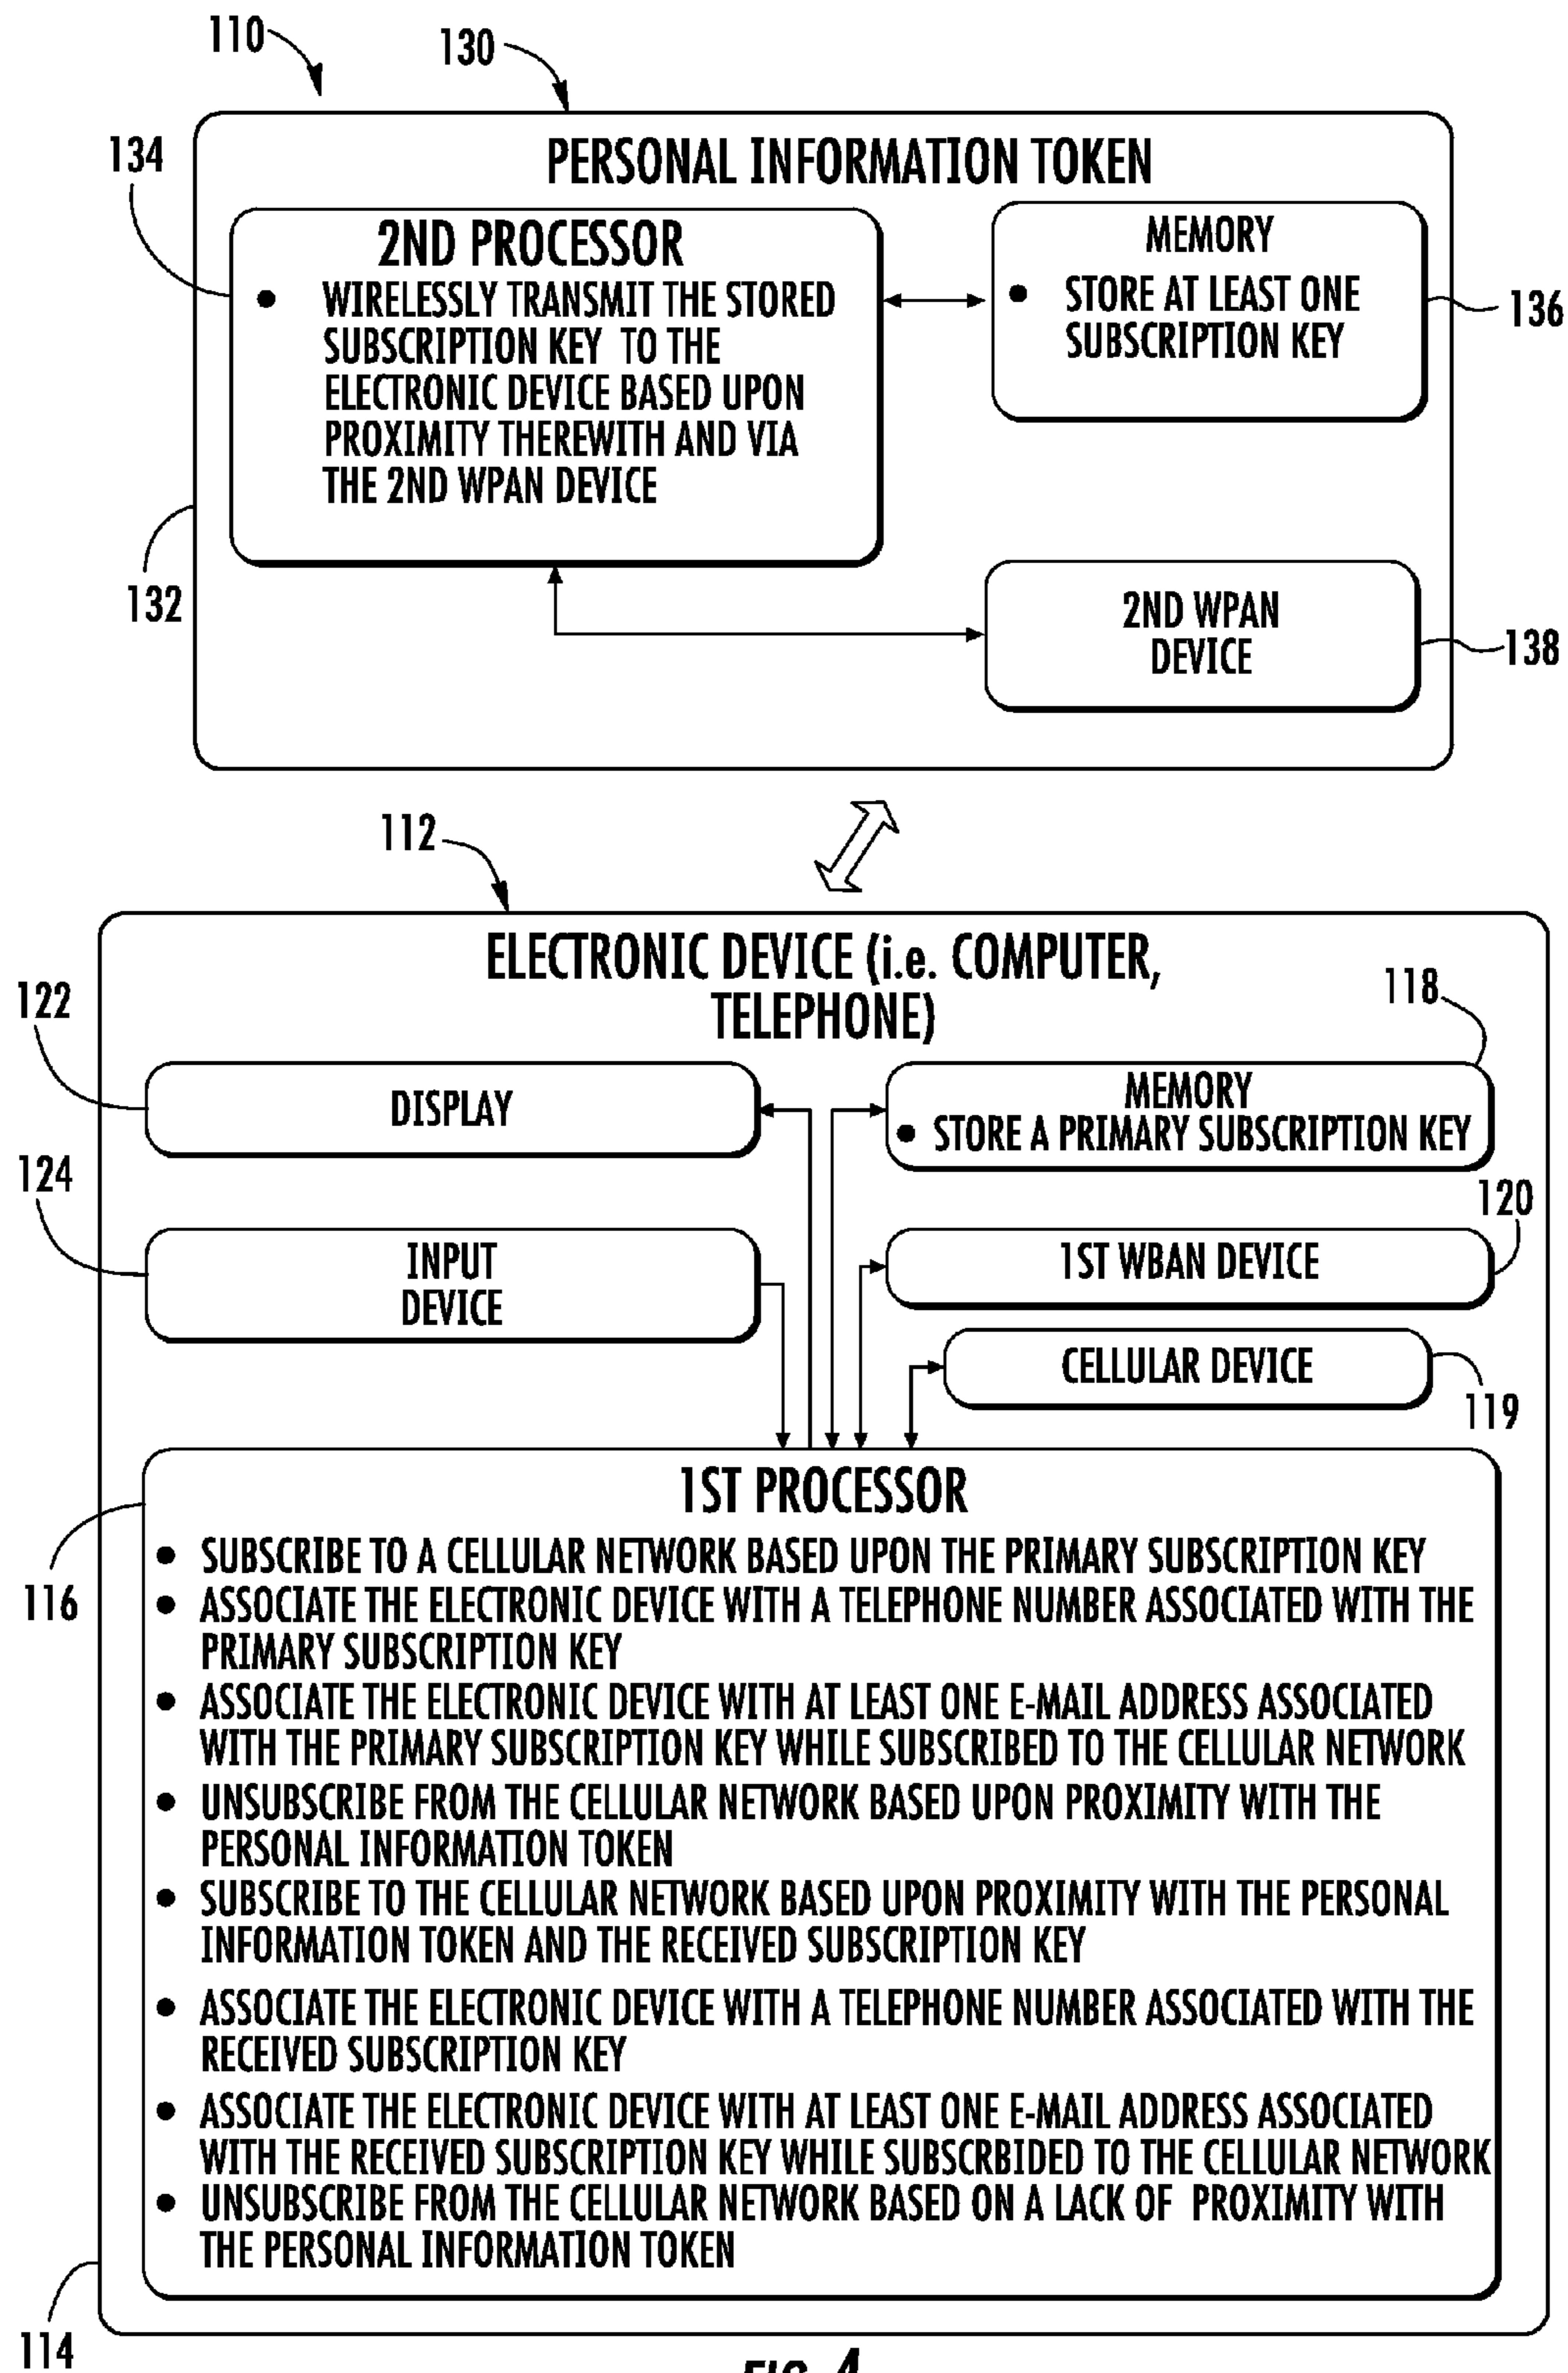 110
130
134
PERSONAL INFORMATION TOKEN
2ND PROCESSOR
• WIRELESSLY TRANSMIT THE STORED
SUBSCRIPTION KEY TO THE
ELECTRONIC DEVICE BASED UPON
PROXIMITY THEREWITH AND VIA
THE 2ND WPAN DEVICE
MEMORY
• STORE AT LEAST ONE
SUBSCRIPTION KEY
136
132
2ND WPAN
DEVICE
138
112
ELECTRONIC DEVICE (i.e. COMPUTER,
TELEPHONE)
122
118
DISPLAY
MEMORY
• STORE A PRIMARY SUBSCRIPTION KEY
124
120
INPUT
DEVICE
1ST WBAN DEVICE
CELLULAR DEVICE
119
1ST PROCESSOR
116
• SUBSCRIBE TO A CELLULAR NETWORK BASED UPON THE PRIMARY SUBSCRIPTION KEY
• ASSOCIATE THE ELECTRONIC DEVICE WITH A TELEPHONE NUMBER ASSOCIATED WITH THE
PRIMARY SUBSCRIPTION KEY
• ASSOCIATE THE ELECTRONIC DEVICE WITH AT LEAST ONE E-MAIL ADDRESS ASSOCIATED
WITH THE PRIMARY SUBSCRIPTION KEY WHILE SUBSCRIBED TO THE CELLULAR NETWORK
• UNSUBSCRIBE FROM THE CELLULAR NETWORK BASED UPON PROXIMITY WITH THE
PERSONAL INFORMATION TOKEN
• SUBSCRIBE TO THE CELLULAR NETWORK BASED UPON PROXIMITY WITH THE PERSONAL
INFORMATION TOKEN AND THE RECEIVED SUBSCRIPTION KEY
• ASSOCIATE THE ELECTRONIC DEVICE WITH A TELEPHONE NUMBER ASSOCIATED WITH THE
RECEIVED SUBSCRIPTION KEY
• ASSOCIATE THE ELECTRONIC DEVICE WITH AT LEAST ONE E-MAIL ADDRESS ASSOCIATED
WITH THE RECEIVED SUBSCRIPTION KEY WHILE SUBSCRBIDED TO THE CELLULAR NETWORK
• UNSUBSCRIBE FROM THE CELLULAR NETWORK BASED ON A LACK OF PROXIMITY WITH
THE PERSONAL INFORMATION TOKEN
114
FIG. 4